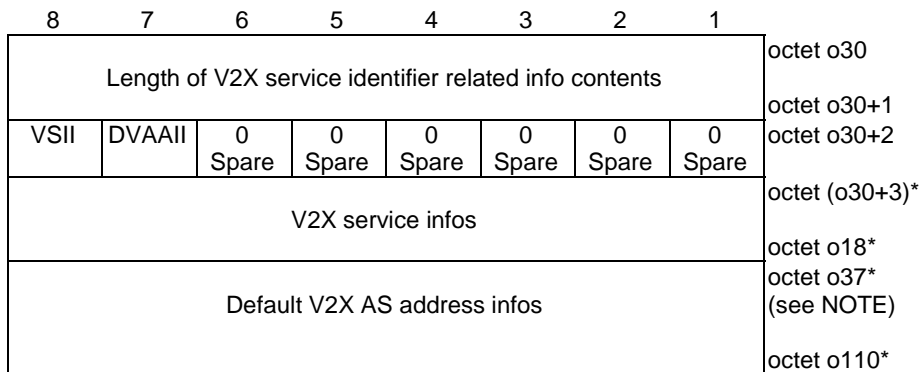 8 7 6 5 4 3 2 1
Length of V2X service identifier related info contents
octet o30
octet o30+1
VSII DVAAII 0 0 0 0 0 0 octet o30+2
Spare Spare Spare Spare Spare Spare
V2X service infos
octet (o30+3)*
octet o18*
Default V2X AS address infos
octet o37*
(see NOTE)
octet o110*